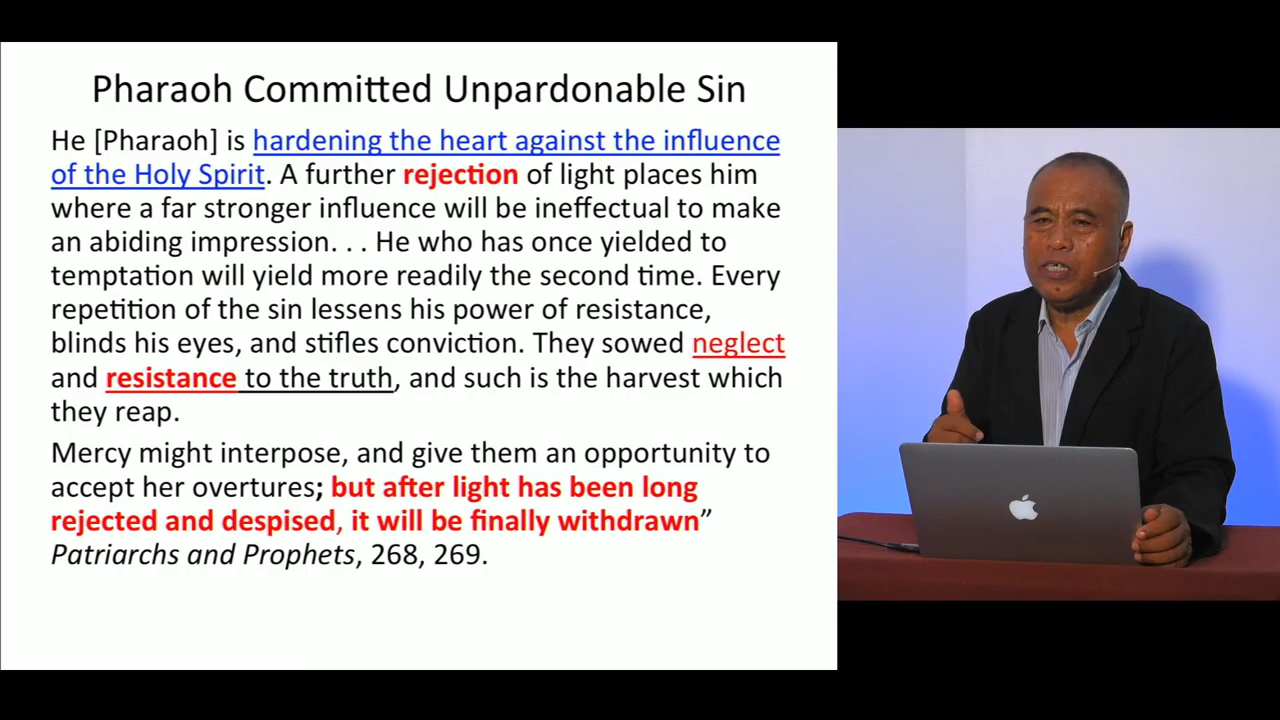 Pharaoh Committed Unpardonable Sin
He [Pharaoh] is hardening the heart against the influence
of the Holy Spirit. A further rejection of light places him
where a far stronger influence will be ineffectual to make
an abiding impression. . . He who has once yielded to
temptation will yield more readily the second time. Every
repetition of the sin lessens his power of resistance,
blinds his eyes, and stifles conviction. They sowed neglect
and resistance to the truth, and such is the harvest which
they reap.
Mercy might interpose, and give them an opportunity to
accept her overtures; but after light has been long
rejected and despised, it will be finally withdrawn”
Patriarchs and Prophets, 268, 269.